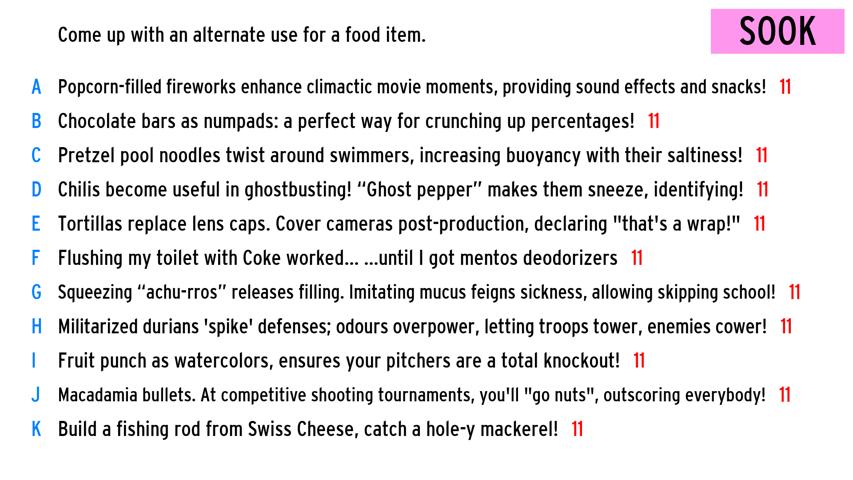 Come up with an alternate use for a food item.
SOOK
A Popcorn-filled fireworks enhance climactic movie moments, providing sound effects and snacks! 11
B Chocolate bars as numpads: a perfect way for crunching up percentages! 11
C Pretzel pool noodles twist around swimmers, increasing buoyancy with their saltiness! 11
D Chilis become useful in ghostbusting! “Ghost pepper” makes them sneeze, identifying! 11
E Tortillas replace lens caps. Cover cameras post-production, declaring "that's a wrap!" 11
F Flushing my toilet with Coke worked... ...until I got mentos deodorizers 11
G Squeezing “achu-rros” releases filling. Imitating mucus feigns sickness, allowing skipping school! 11
H Militarized durians 'spike' defenses; odours overpower, letting troops tower, enemies cower! 11
I Fruit punch as watercolors, ensures your pitchers are a total knockout! 11
J Macadamia bullets. At competitive shooting tournaments, you'll "go nuts", outscoring everybody! 11
K Build a fishing rod from Swiss Cheese, catch a hole-y mackerel! 11